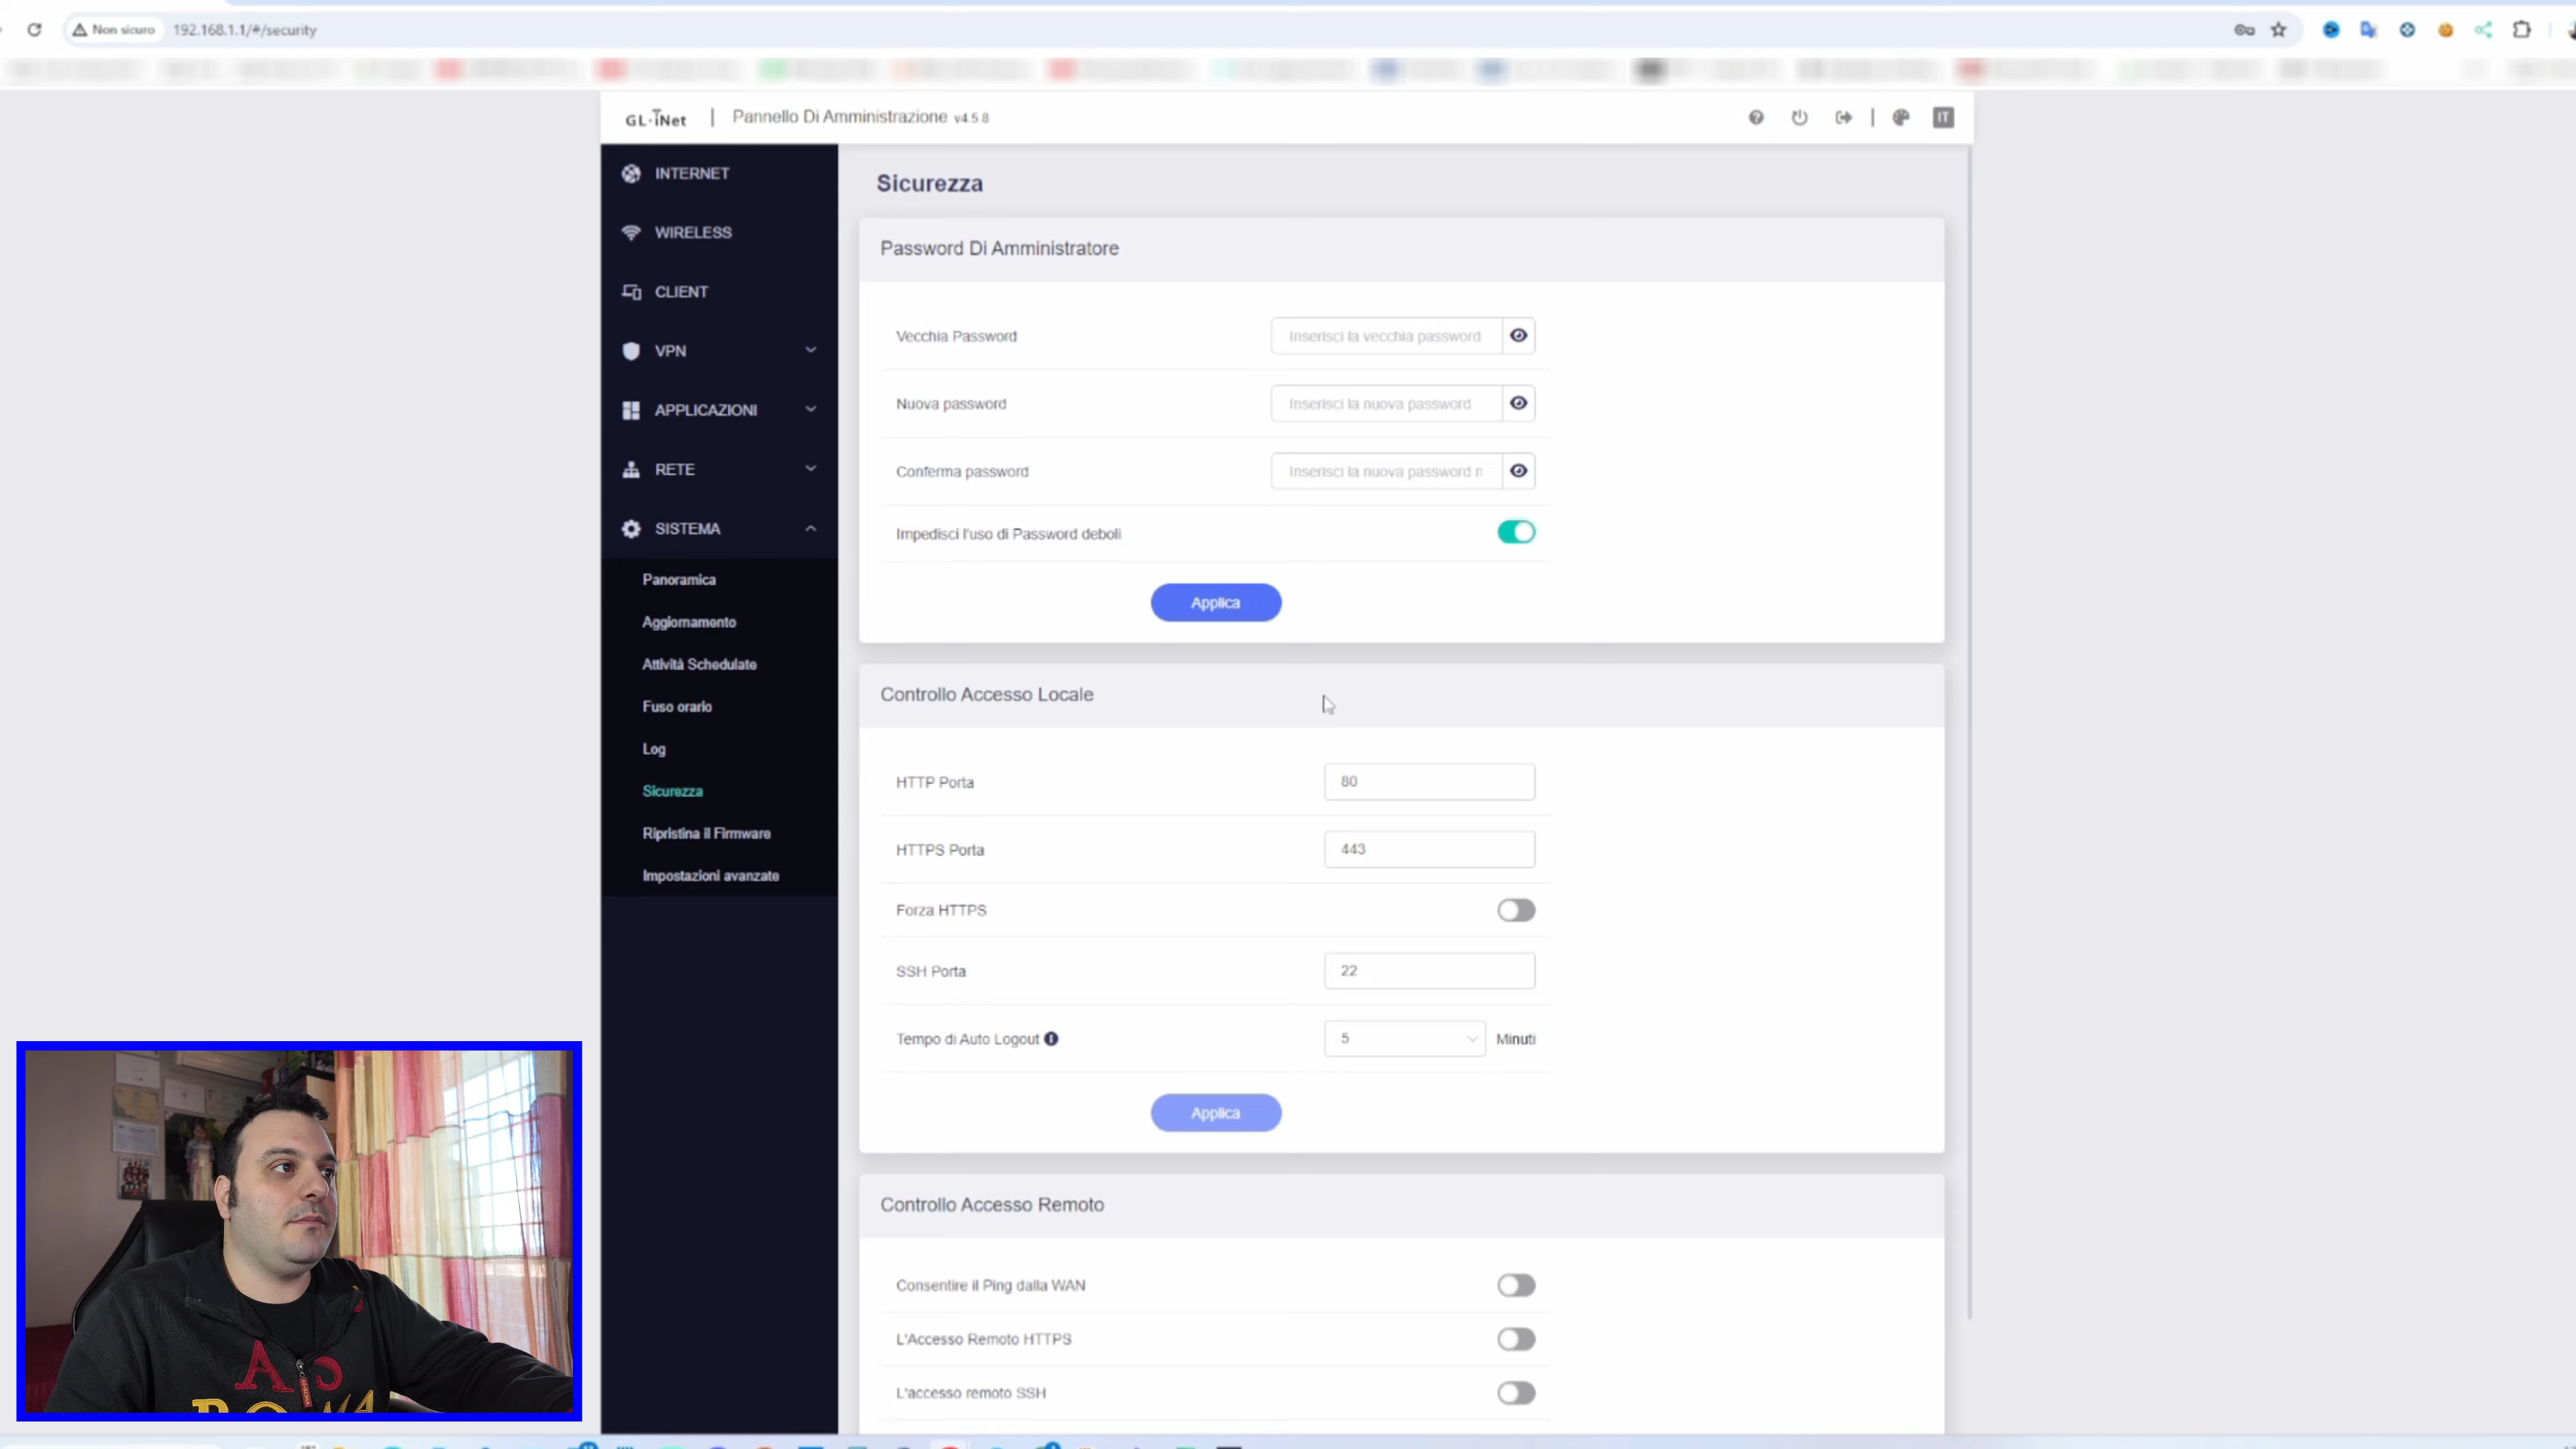 Non sicuro 192.168.1.1/#/security
GL·iNet | Pannello Di Amministrazione v4.5.8
IT
INTERNET
WIRELESS
CLIENT
VPN
APPLICAZIONI
RETE
SISTEMA
Panoramica
Aggiornamento
Attività Schedulate
Fuso orario
Log
Sicurezza
Ripristina il Firmware
Impostazioni avanzate
Sicurezza
Password Di Amministratore
Vecchia Password Inserisci la vecchia password
Nuova password Inserisci la nuova password
Conferma password Inserisci la nuova password n
Impedisci l'uso di Password deboli
Applica
Controllo Accesso Locale
HTTP Porta 80
HTTPS Porta 443
Forza HTTPS
SSH Porta 22
Tempo di Auto Logout 5 Minuti
Applica
Controllo Accesso Remoto
Consentire il Ping dalla WAN
L'Accesso Remoto HTTPS
L'accesso remoto SSH
AS
ROMA